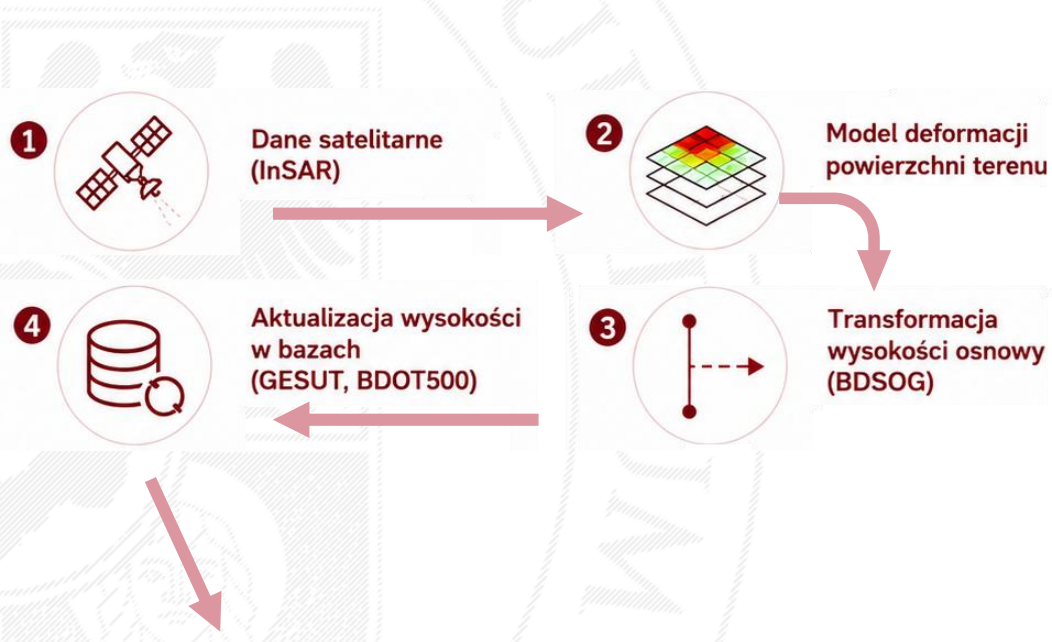 1
Dane satelitarne
(InSAR)
2
Model deformacji
powierzchni terenu
3
Transformacja
wysokości osnowy
(BDSOG)
4
Aktualizacja wysokości
w bazach
(GESUT, BDOT500)